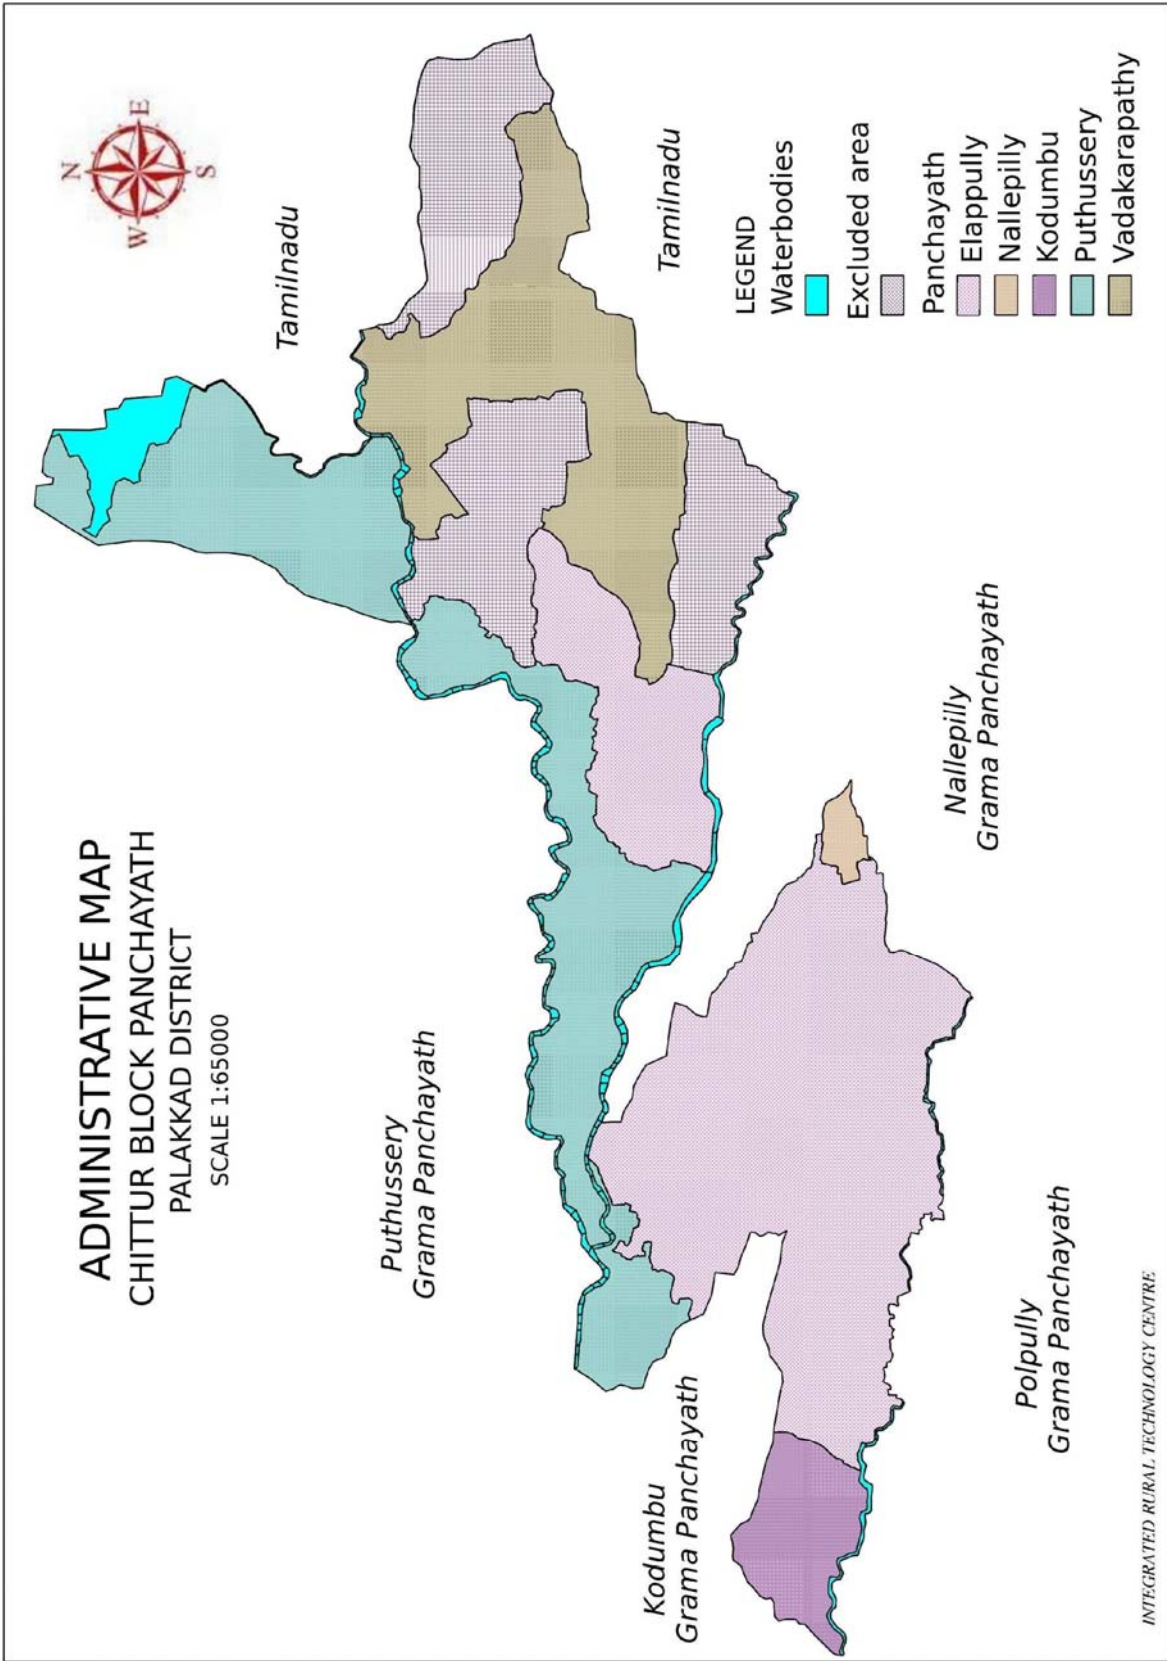 ADMINISTRATIVE MAP
CHITTUR BLOCK PANCHAYATH
PALAKKAD DISTRICT
SCALE 1:65000
N
E
S
W
Tamilnadu
Tamilnadu
Puthussery
Grama Panchayath
Kodumbu
Grama Panchayath
Nallepilly
Grama Panchayath
Polpully
Grama Panchayath
LEGEND
Waterbodies
Excluded area
Panchayath
Elappully
Nallepilly
Kodumbu
Puthussery
Vadakarapathy
INTEGRATED RURAL TECHNOLOGY CENTRE